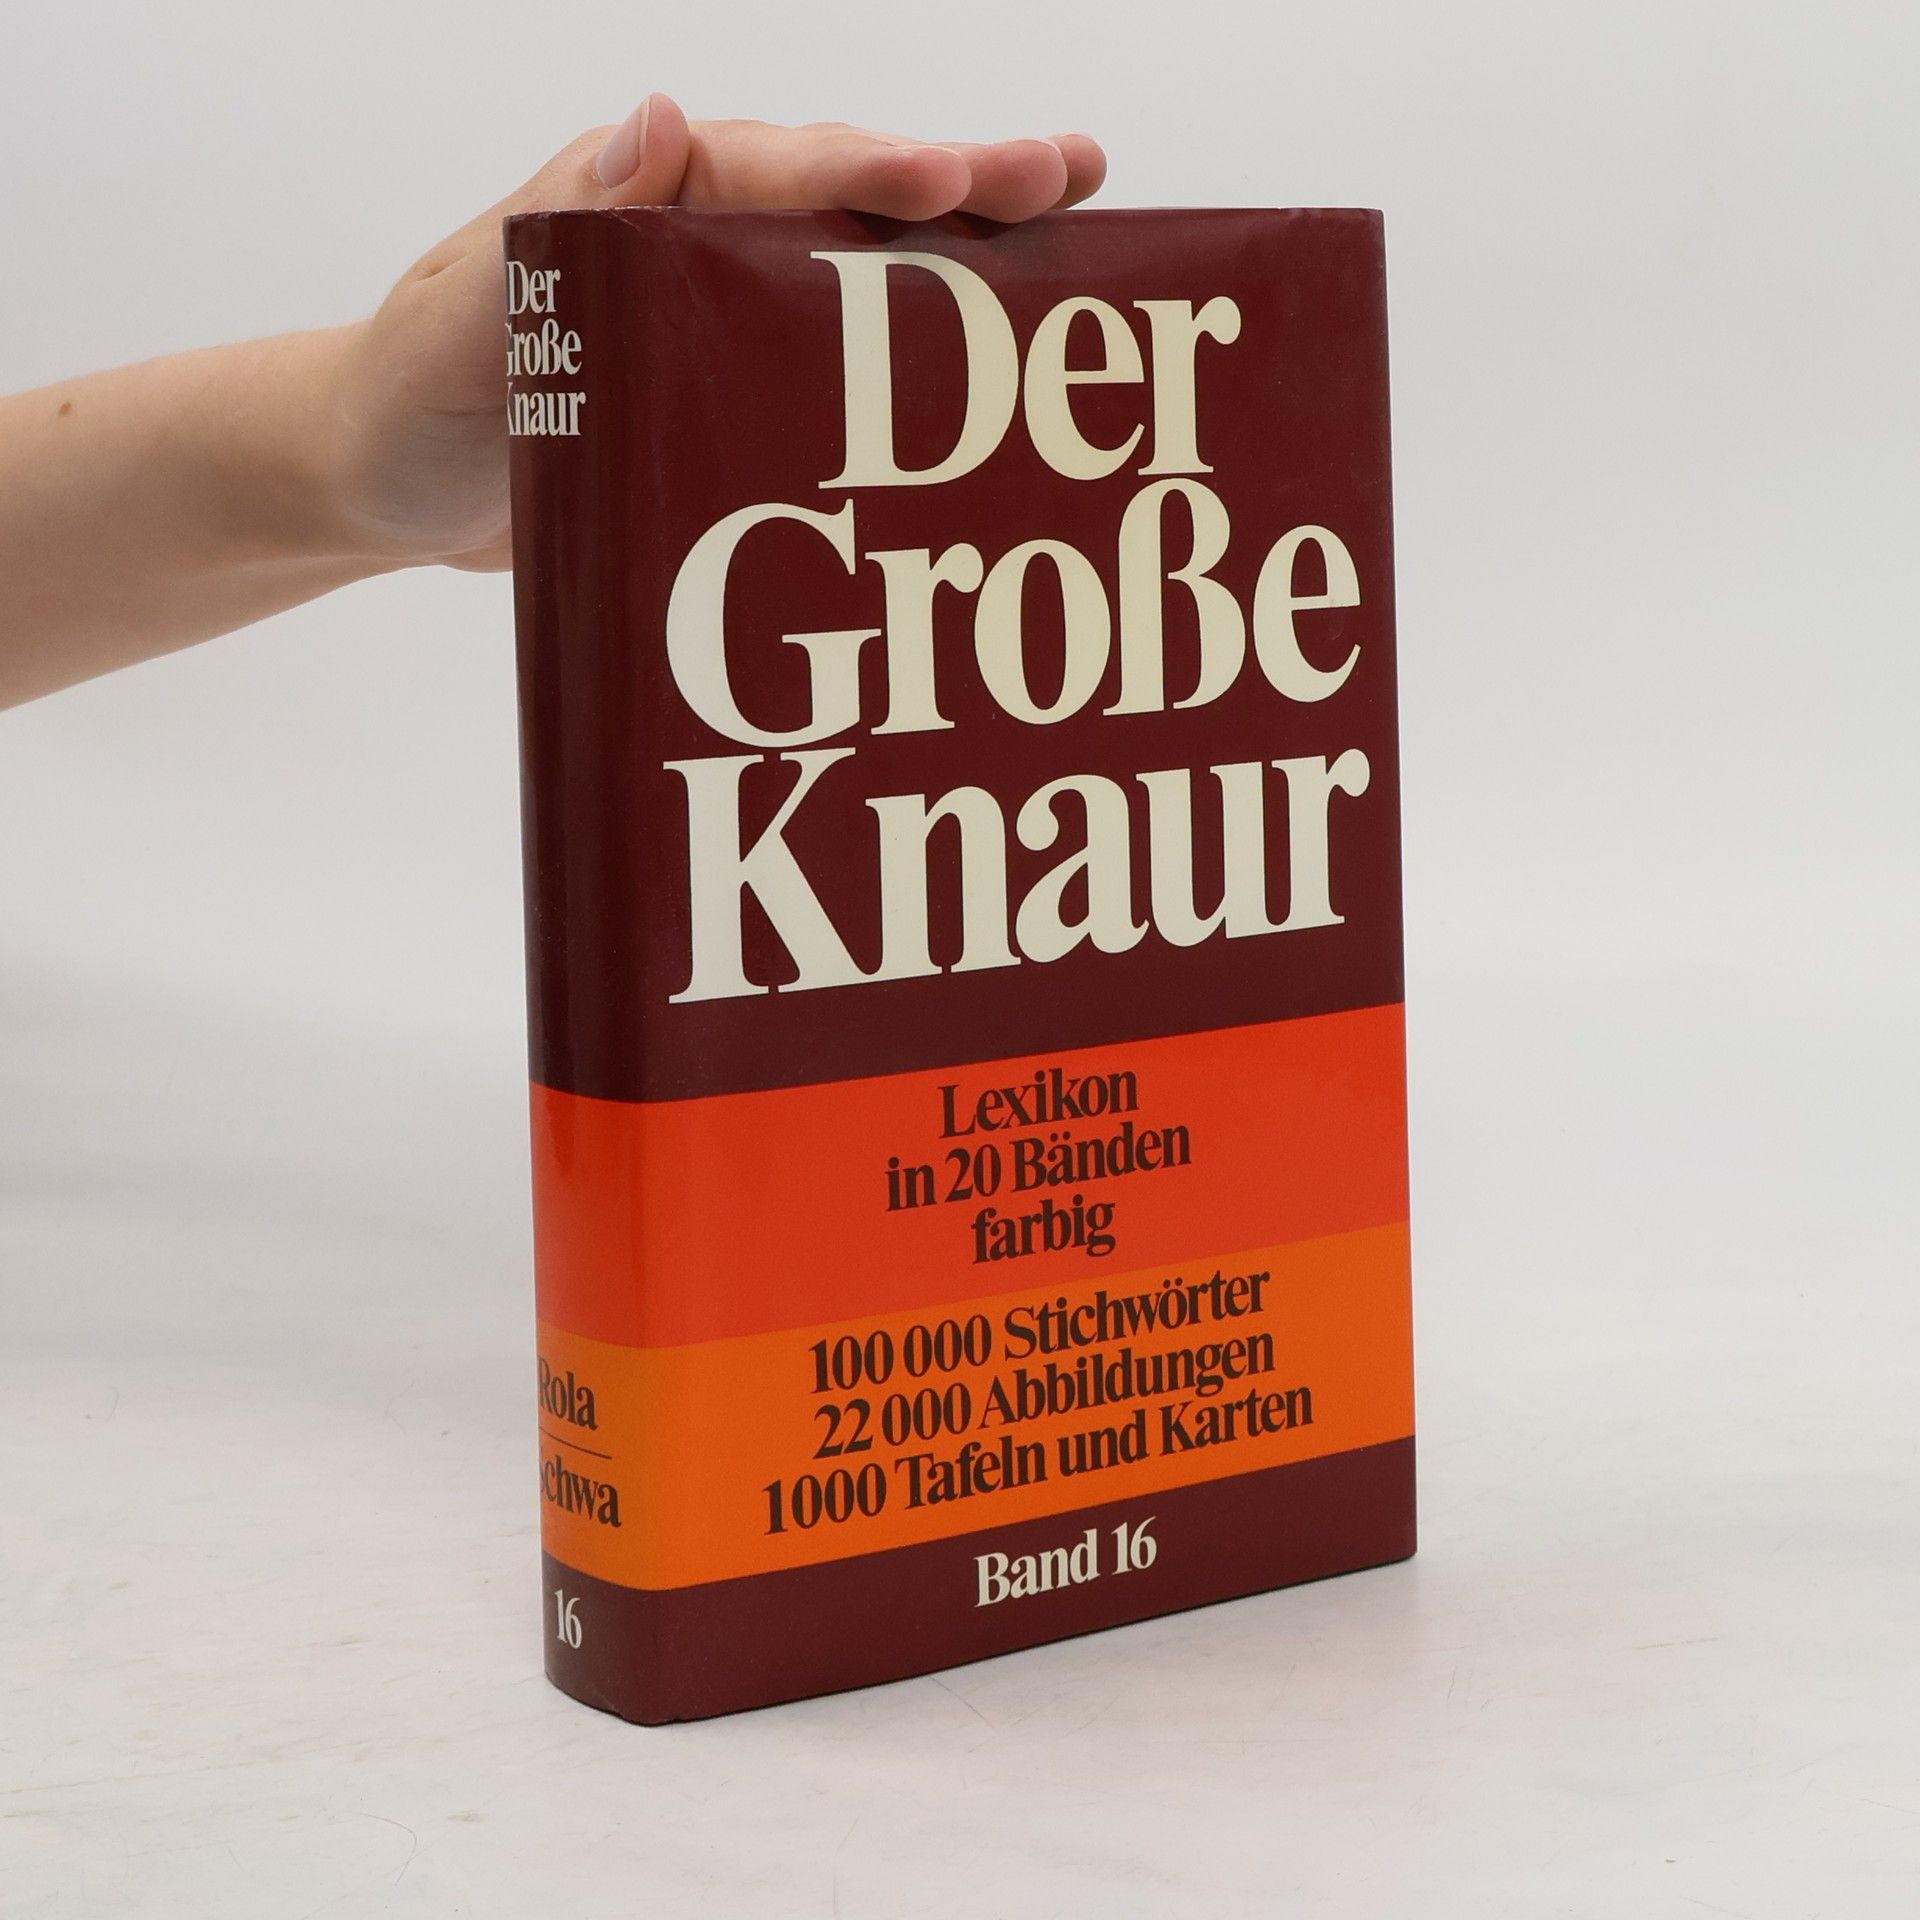 Der
Große
Knaur
Rola
Schwa
16
Der
Große
Knaur
Lexikon
in 20 Bänden
farbig
100 000 Stichwörter
22 000 Abbildungen
1000 Tafeln und Karten
Band 16